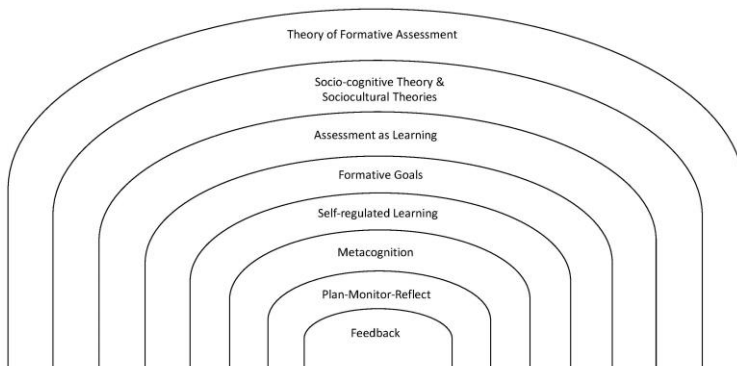 Theory of Formative Assessment
Socio-cognitive Theory &
Sociocultural Theories
Assessment as Learning
Formative Goals
Self-regulated Learning
Metacognition
Plan-Monitor-Reflect
Feedback